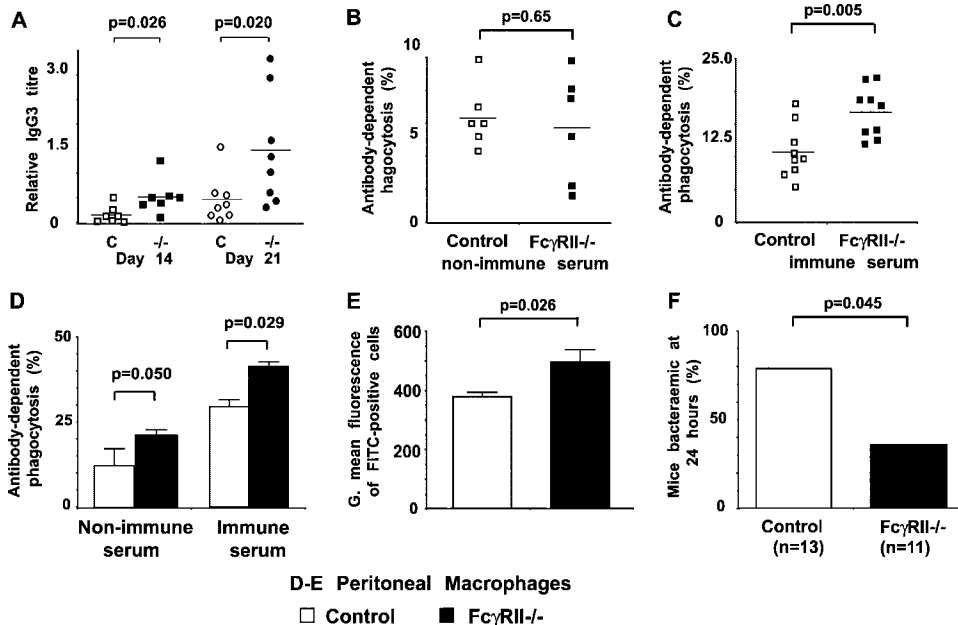 A
p=0.026
p=0.020
Relative IgG3 titre
3.0
1.5
0
C
-/-
C
-/-
Day 14
Day 21
B
p=0.65
Antibody-dependent
hagocytosis (%)
10
5
0
Control
FcγRII-/-
non-immune serum
C
p=0.005
Antibody-dependent
phagocytosis (%)
25.0
12.5
0
Control
FcγRII-/-
immune serum
D
p=0.050
p=0.029
Antibody-dependent
phagocytosis (%)
50
25
0
Non-immune
serum
Immune
serum
E
p=0.026
G. mean fluorescence
of FITC-positive cells
600
400
200
0
F
p=0.045
Mice bacteraemic at
24 hours (%)
100
50
0
Control
(n=13)
FcγRII-/-
(n=11)
D-E Peritoneal Macrophages
Control
FcγRII-/-